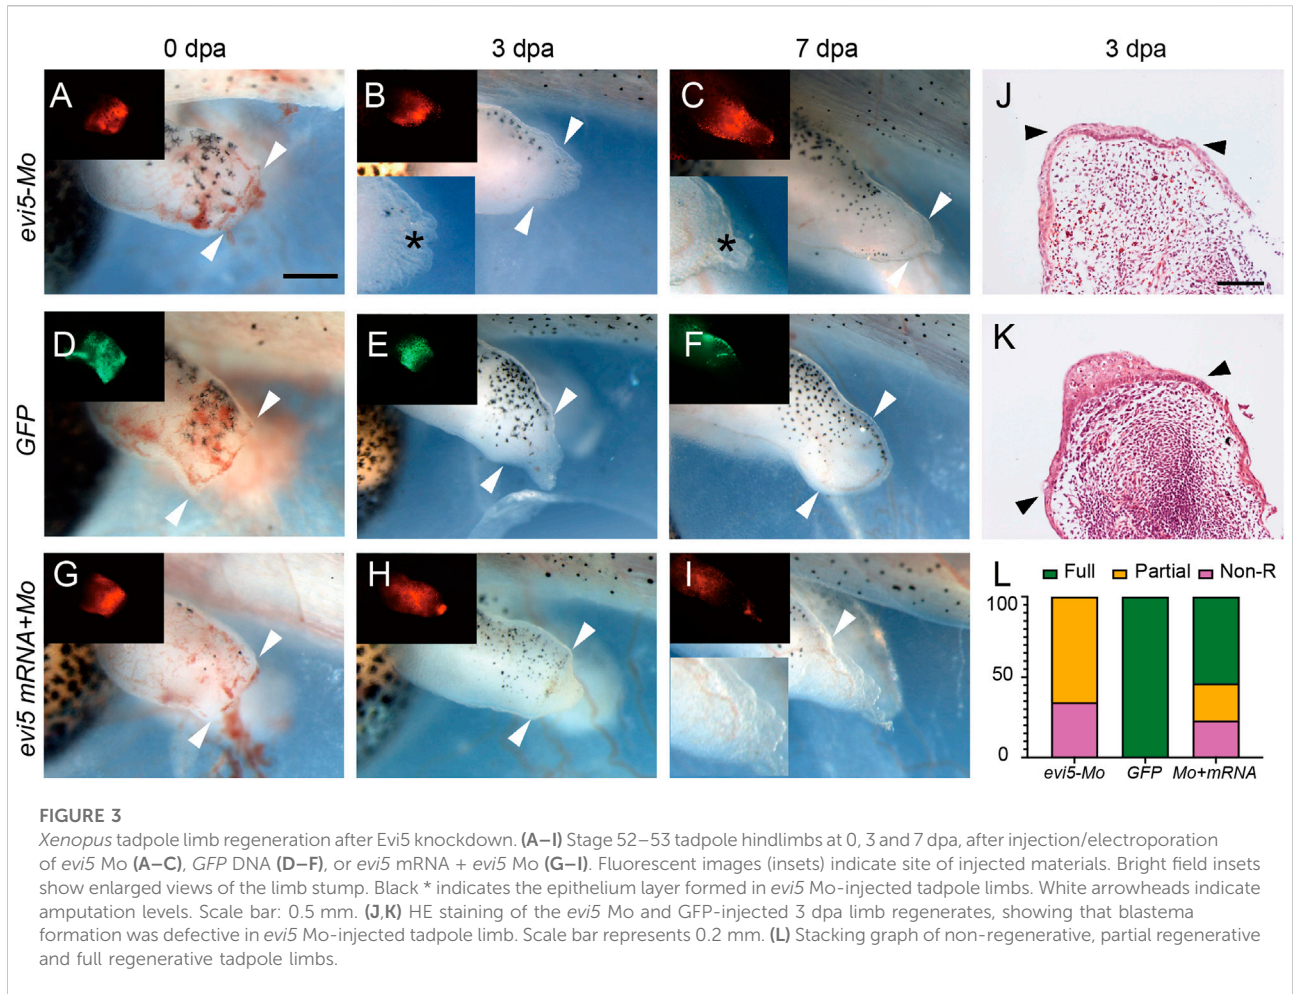 0 dpa 3 dpa 7 dpa 3 dpa
evi5-Mo
A B C J
* *
GFP
D E F K
evi5 mRNA+Mo
G H I L
Full Partial Non-R
100
50
0
evi5-Mo GFP Mo+mRNA
FIGURE 3
Xenopus tadpole limb regeneration after Evi5 knockdown. (A–I) Stage 52–53 tadpole hindlimbs at 0, 3 and 7 dpa, after injection/electroporation
of evi5 Mo (A–C), GFP DNA (D–F), or evi5 mRNA + evi5 Mo (G–I). Fluorescent images (insets) indicate site of injected materials. Bright field insets
show enlarged views of the limb stump. Black * indicates the epithelium layer formed in evi5 Mo-injected tadpole limbs. White arrowheads indicate
amputation levels. Scale bar: 0.5 mm. (J,K) HE staining of the evi5 Mo and GFP-injected 3 dpa limb regenerates, showing that blastema
formation was defective in evi5 Mo-injected tadpole limb. Scale bar represents 0.2 mm. (L) Stacking graph of non-regenerative, partial regenerative
and full regenerative tadpole limbs.